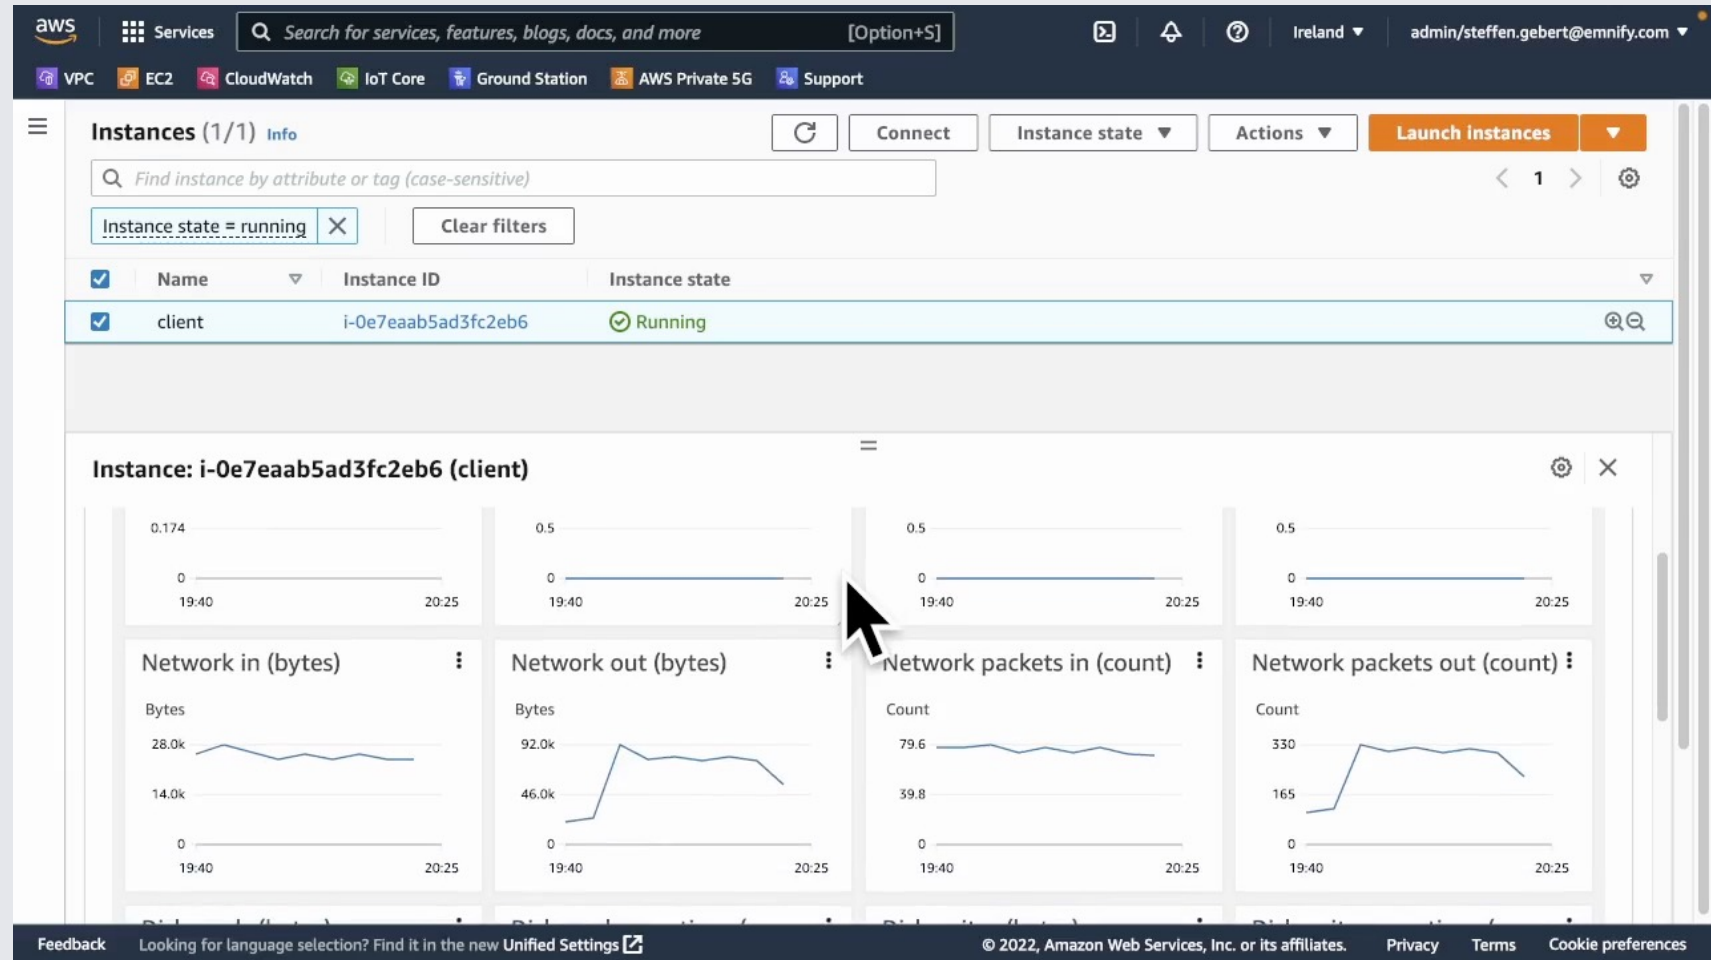 aws
Services
Search for services, features, blogs, docs, and more
[Option+S]
Ireland ▼
admin/steffen.gebert@emnify.com ▼
VPC
EC2
CloudWatch
IoT Core
Ground Station
AWS Private 5G
Support
Instances (1/1) Info
Connect
Instance state ▼
Actions ▼
Launch instances
Find instance by attribute or tag (case-sensitive)
1
Instance state = running
Clear filters
Name
Instance ID
Instance state
client
i-0e7eaab5ad3fc2eb6
Running
Instance: i-0e7eaab5ad3fc2eb6 (client)
0.174
0
19:40
20:25
0.5
0
19:40
20:25
0.5
0
19:40
20:25
0.5
0
19:40
20:25
Network in (bytes)
Bytes
28.0k
14.0k
0
19:40
20:25
Network out (bytes)
Bytes
92.0k
46.0k
0
19:40
20:25
Network packets in (count)
Count
79.6
39.8
0
19:40
20:25
Network packets out (count)
Count
330
165
0
19:40
20:25
Feedback
Looking for language selection? Find it in the new Unified Settings
© 2022, Amazon Web Services, Inc. or its affiliates.
Privacy
Terms
Cookie preferences